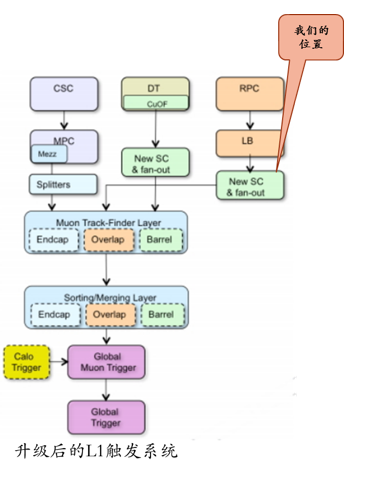 我们的
位置
CSC
DT
CuOF
RPC
MPC
Mezz
LB
New SC
& fan-out
Splitters
New SC
& fan-out
Muon Track-Finder Layer
Endcap
Overlap
Barrel
Sorting/Merging Layer
Endcap
Overlap
Barrel
Calo
Trigger
Global
Muon Trigger
Global
Trigger
升级后的L1触发系统